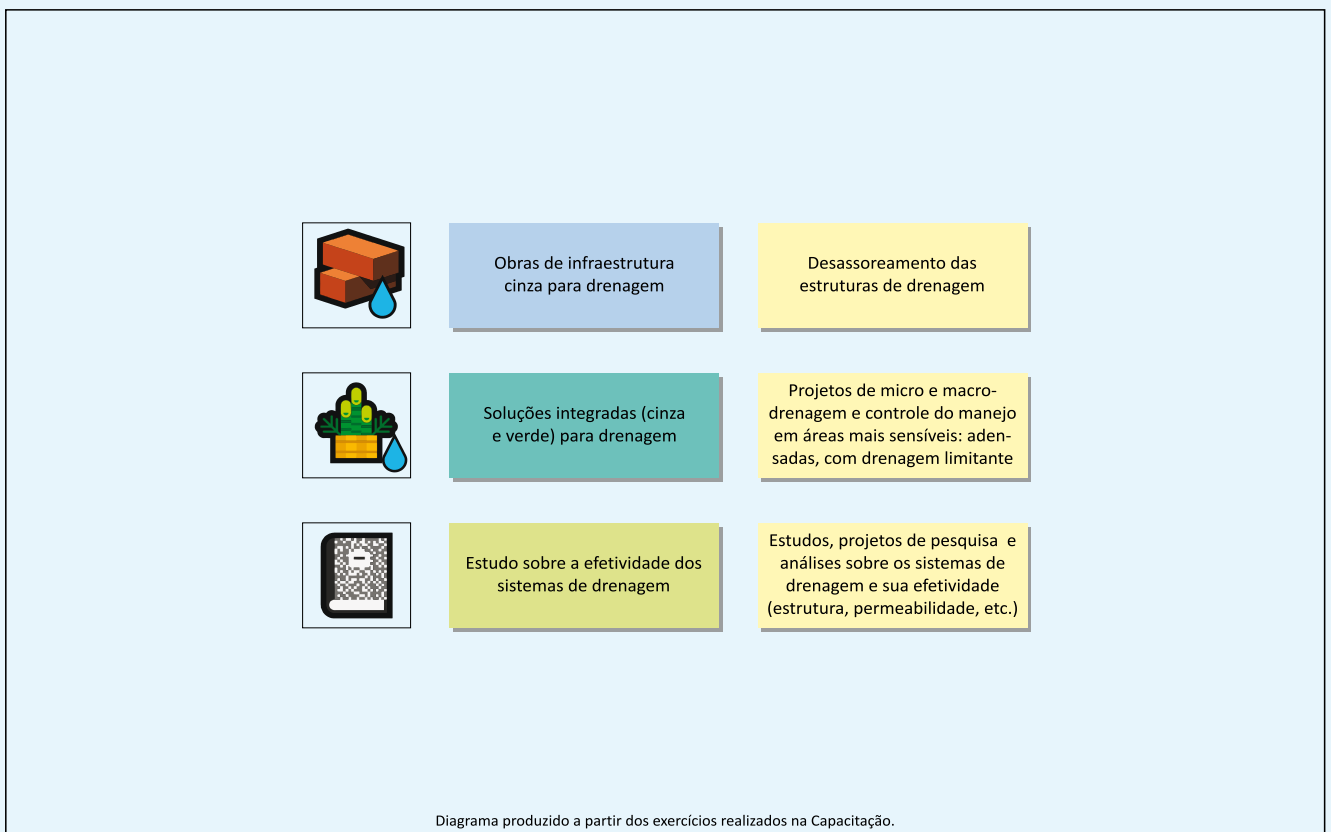 Obras de infraestrutura
cinza para drenagem
Desassoreamento das
estruturas de drenagem
Soluções integradas (cinza
e verde) para drenagem
Projetos de micro e macro-
drenagem e controle do manejo
em áreas mais sensíveis: aden-
sadas, com drenagem limitante
Estudo sobre a efetividade dos
sistemas de drenagem
Estudos, projetos de pesquisa  e
análises sobre os sistemas de
drenagem e sua efetividade
(estrutura, permeabilidade, etc.)
Diagrama produzido a partir dos exercícios realizados na Capacitação.